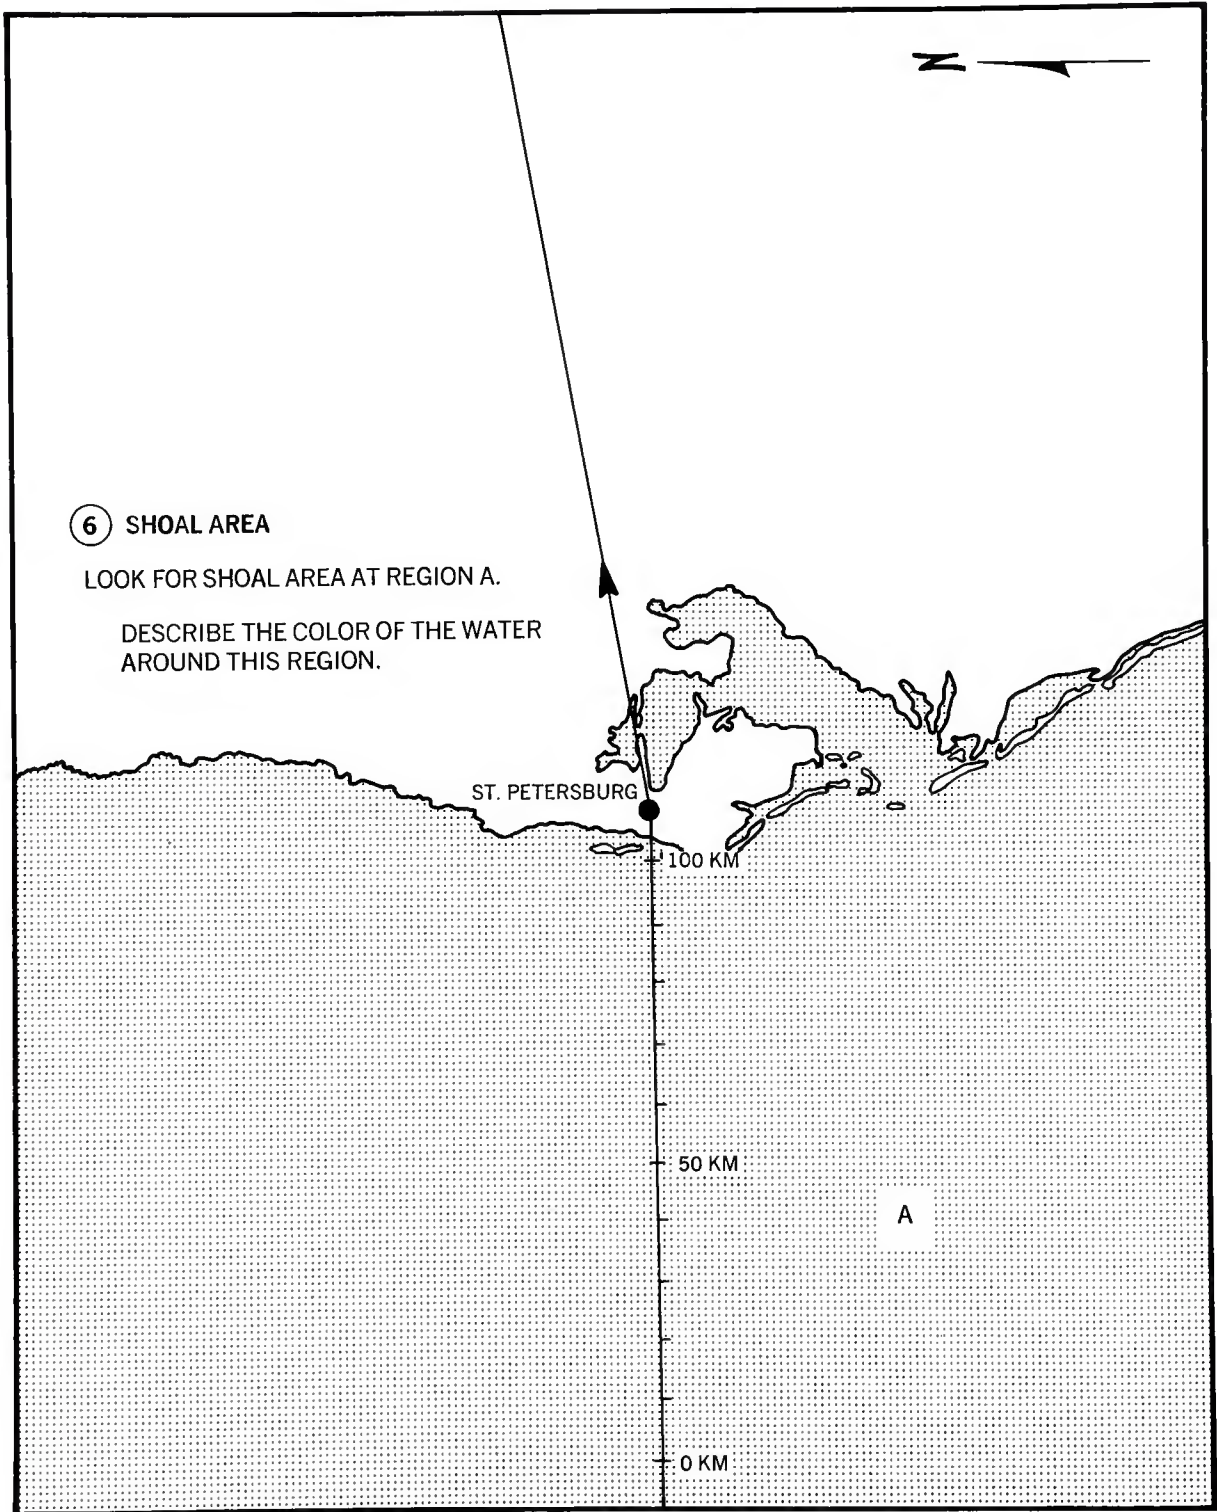 N
6 SHOAL AREA
LOOK FOR SHOAL AREA AT REGION A.
DESCRIBE THE COLOR OF THE WATER
AROUND THIS REGION.
ST. PETERSBURG
100 KM
50 KM
A
0 KM